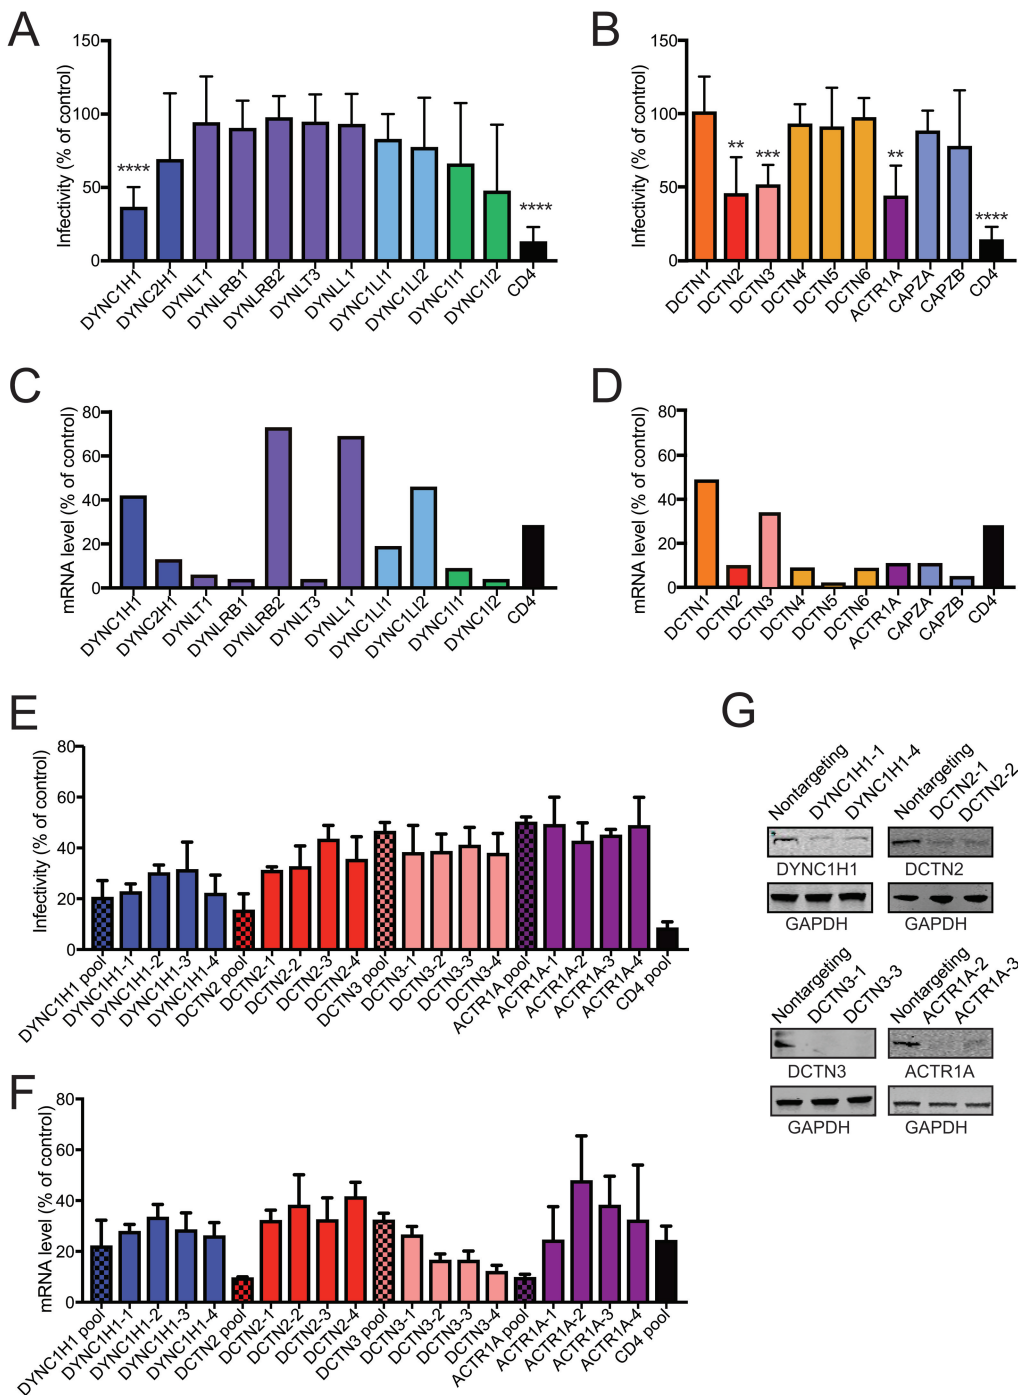 A
Infectivity (% of control)
150
100
50
0
****
****
DYNC1H1
DYNC2H1
DYNLT1
DYNLRB1
DYNLRB2
DYNLT3
DYNLL1
DYNC1LI1
DYNC1LI2
DYNC1I1
DYNC1I2
CD4
B
Infectivity (% of control)
150
100
50
0
**
***
**
****
DCTN1
DCTN2
DCTN3
DCTN4
DCTN5
DCTN6
ACTR1A
CAPZA
CAPZB
CD4
C
mRNA level (% of control)
80
60
40
20
0
DYNC1H1
DYNC2H1
DYNLT1
DYNLRB1
DYNLRB2
DYNLT3
DYNLL1
DYNC1LI1
DYNC1LI2
DYNC1I1
DYNC1I2
CD4
D
mRNA level (% of control)
80
60
40
20
0
DCTN1
DCTN2
DCTN3
DCTN4
DCTN5
DCTN6
ACTR1A
CAPZA
CAPZB
CD4
E
Infectivity (% of control)
80
60
40
20
0
DYNC1H1 pool
DYNC1H1-1
DYNC1H1-2
DYNC1H1-3
DYNC1H1-4
DCTN2 pool
DCTN2-1
DCTN2-2
DCTN2-3
DCTN2-4
DCTN3 pool
DCTN3-1
DCTN3-2
DCTN3-3
DCTN3-4
ACTR1A pool
ACTR1A-1
ACTR1A-2
ACTR1A-3
ACTR1A-4
CD4 pool
F
mRNA level (% of control)
80
60
40
20
0
DYNC1H1 pool
DYNC1H1-1
DYNC1H1-2
DYNC1H1-3
DYNC1H1-4
DCTN2 pool
DCTN2-1
DCTN2-2
DCTN2-3
DCTN2-4
DCTN3 pool
DCTN3-1
DCTN3-2
DCTN3-3
DCTN3-4
ACTR1A pool
ACTR1A-1
ACTR1A-2
ACTR1A-3
ACTR1A-4
CD4 pool
G
Nontargeting
DYNC1H1-1
DYNC1H1-4
DYNC1H1
GAPDH
Nontargeting
DCTN2-1
DCTN2-2
DCTN2
GAPDH
Nontargeting
DCTN3-1
DCTN3-3
DCTN3
GAPDH
Nontargeting
ACTR1A-2
ACTR1A-3
ACTR1A
GAPDH